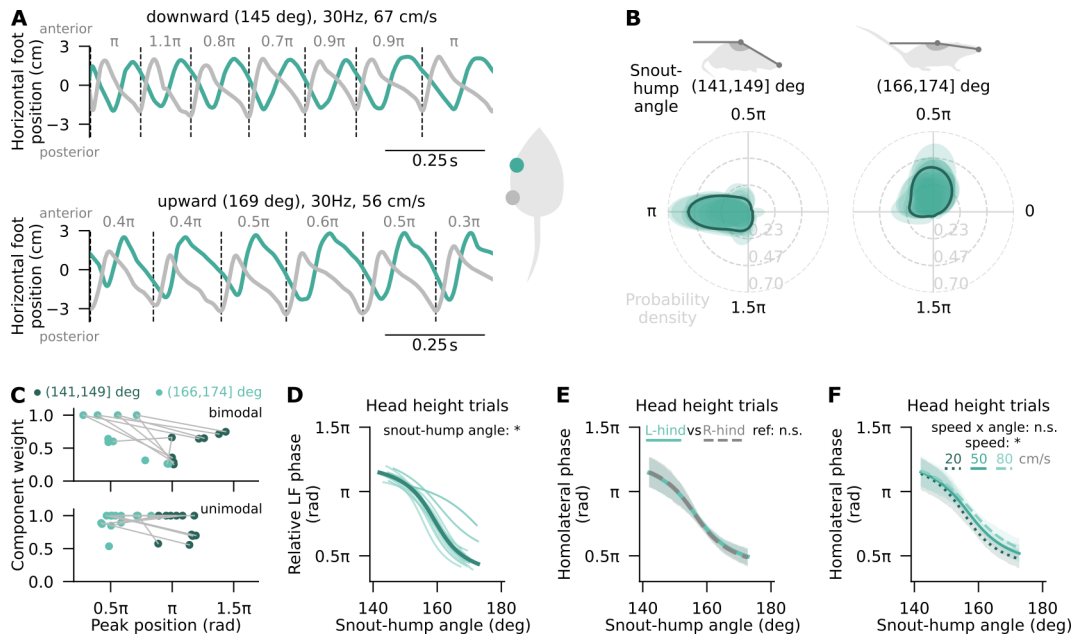 A
downward (145 deg), 30Hz, 67 cm/s
anterior
π 1.1π 0.8π 0.7π 0.9π 0.9π π
Horizontal foot
position (cm)
3
0
−3
posterior
0.25 s
upward (169 deg), 30Hz, 56 cm/s
anterior
0.4π 0.4π 0.5π 0.6π 0.5π 0.3π
Horizontal foot
position (cm)
3
0
−3
posterior
0.25 s
B
Snout-
hump
angle
(141,149] deg
(166,174] deg
0.5π
0.5π
π
0
0.23
0.47
0.70
0.23
0.47
0.70
Probability
density
1.5π
1.5π
C
(141,149] deg
(166,174] deg
Component weight
bimodal
1.0
0.5
0.0
unimodal
1.0
0.5
0.0
0.5π π 1.5π
Peak position (rad)
D
Head height trials
snout-hump angle: *
Relative LF phase
(rad)
1.5π
π
0.5π
140 160 180
Snout-hump angle (deg)
E
Head height trials
L-hind vs R-hind ref: n.s.
Homolateral phase
(rad)
1.5π
π
0.5π
140 160 180
Snout-hump angle (deg)
F
Head height trials
speed x angle: n.s.
speed: *
20 50 80 cm/s
Homolateral phase
(rad)
1.5π
π
0.5π
140 160 180
Snout-hump angle (deg)